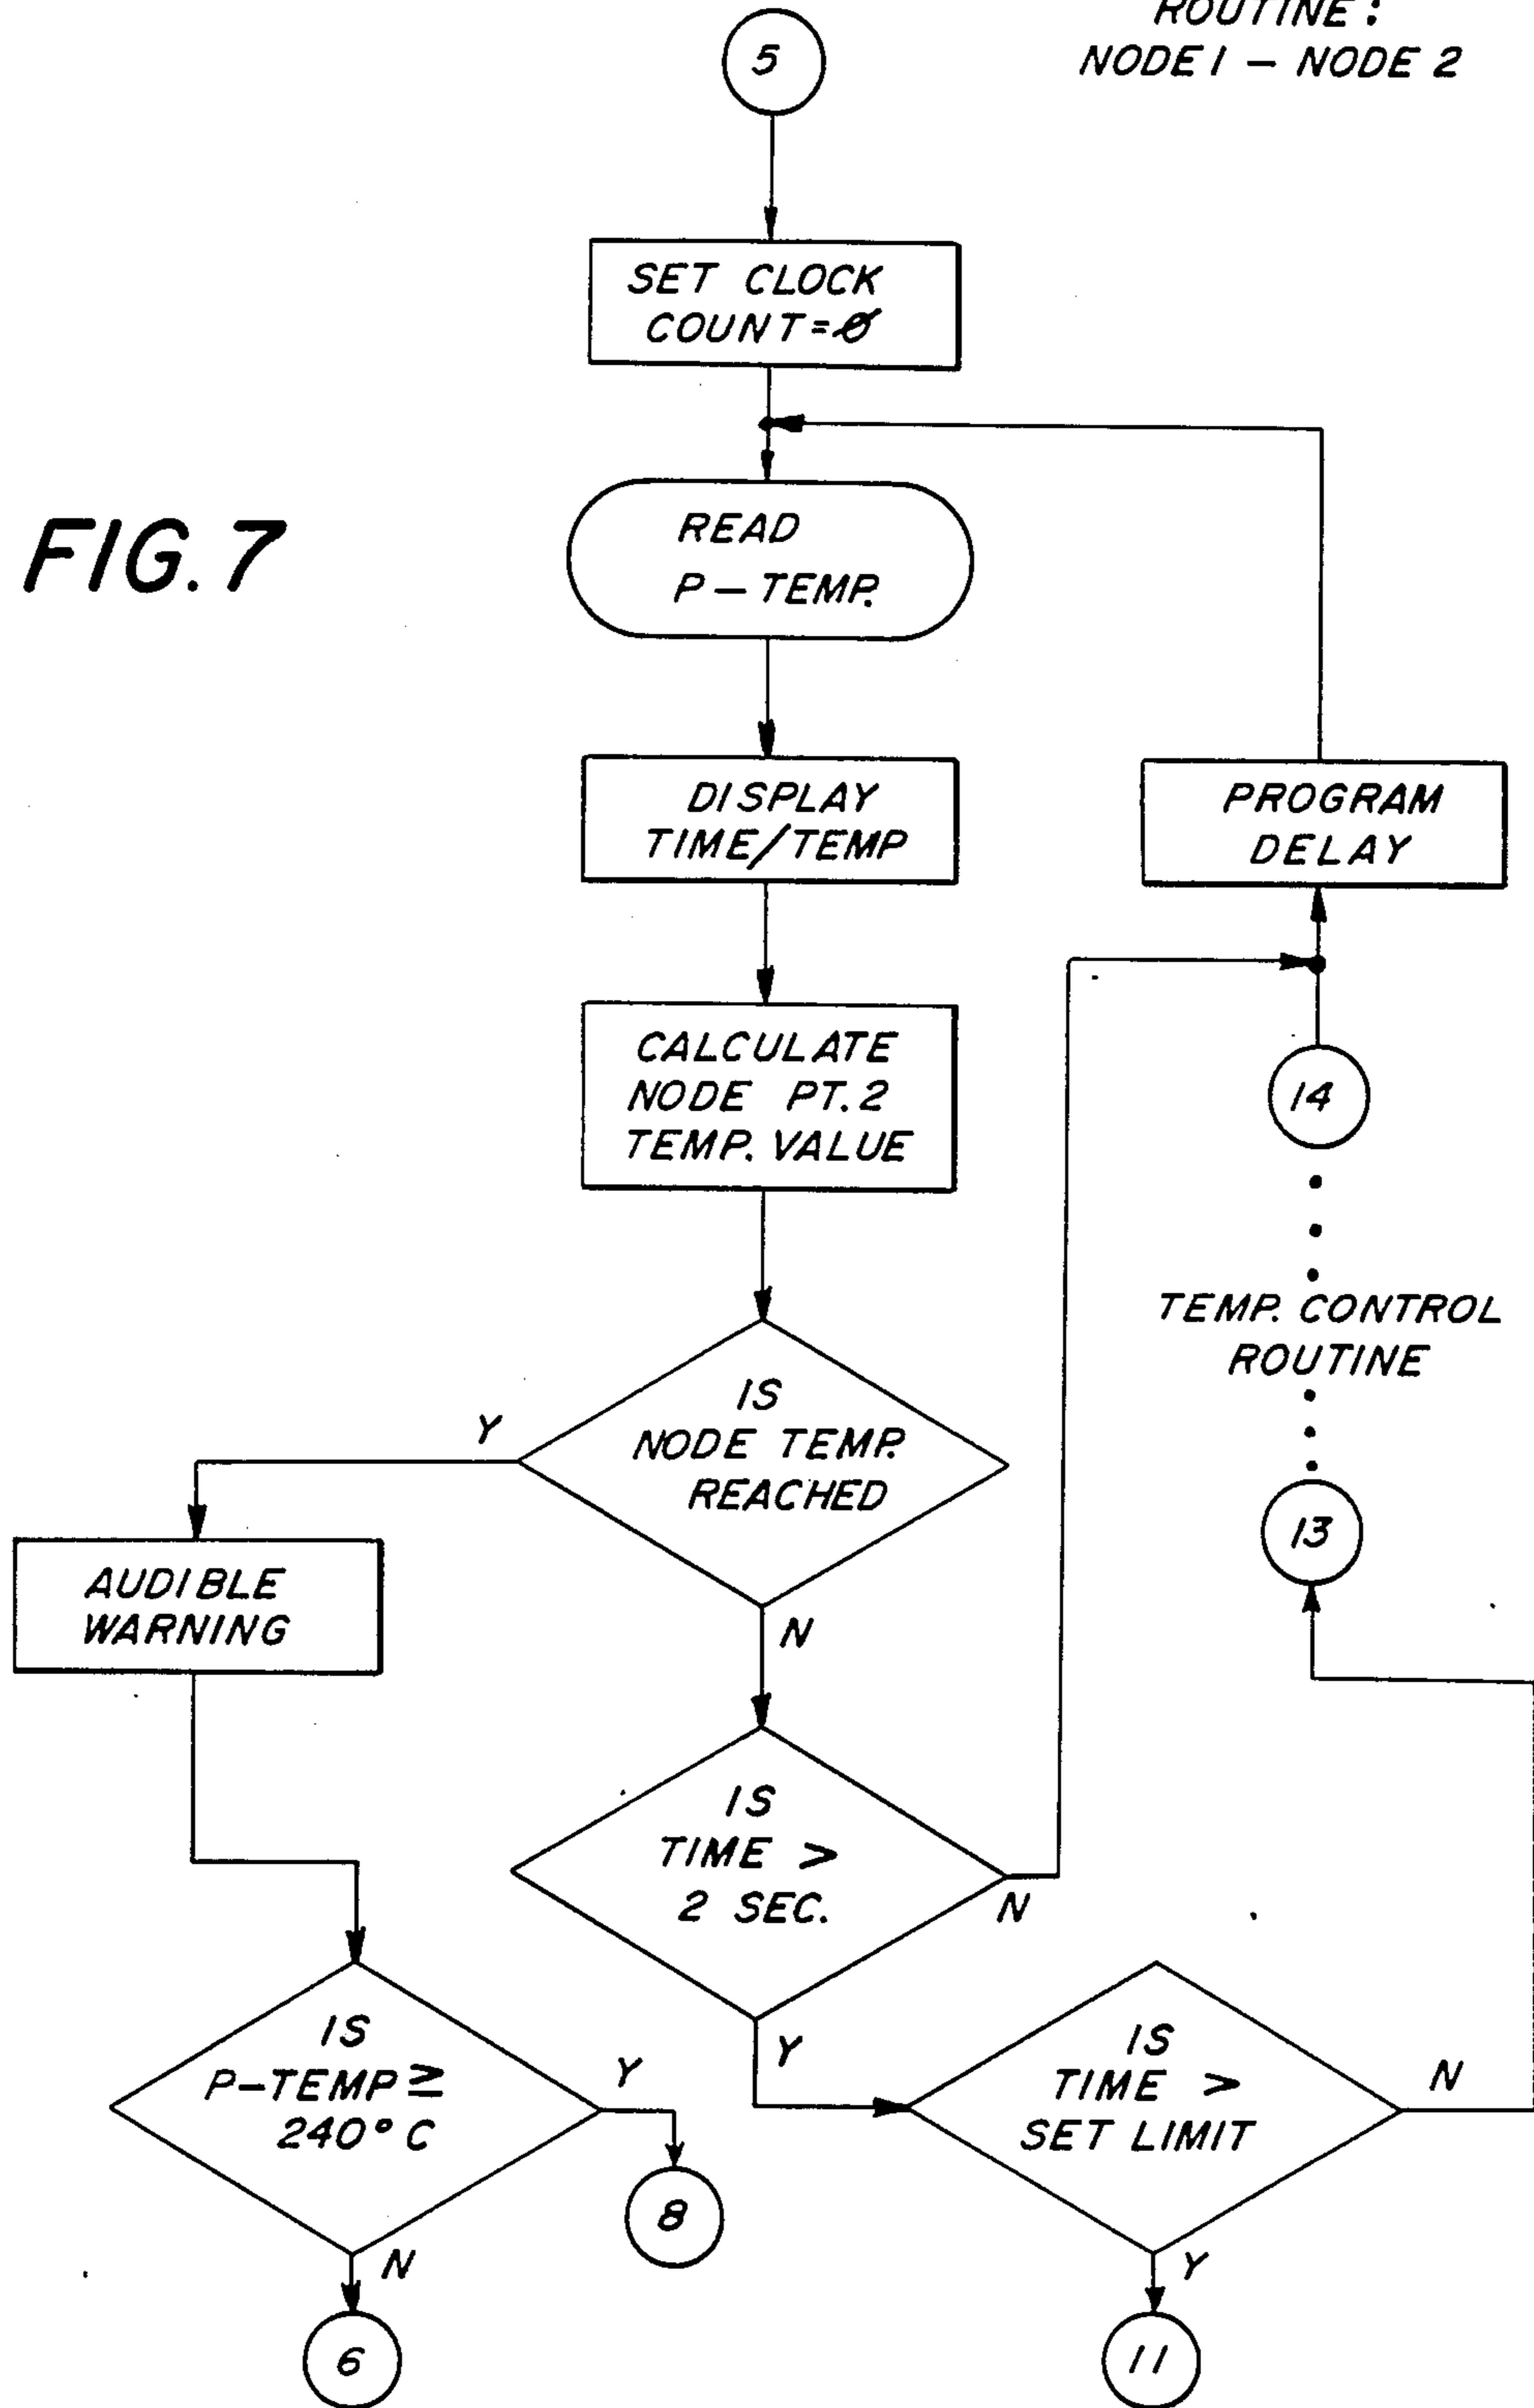 ROUTINE:
NODE 1 – NODE 2
5
SET CLOCK
COUNT=Ø
FIG. 7
READ
P – TEMP.
DISPLAY
TIME/TEMP
PROGRAM
DELAY
CALCULATE
NODE PT. 2
TEMP. VALUE
14
TEMP. CONTROL
ROUTINE
13
IS
NODE TEMP.
REACHED
Y
N
AUDIBLE
WARNING
IS
TIME >
2 SEC.
N
Y
IS
P-TEMP ≥
240° C
Y
N
8
6
IS
TIME >
SET LIMIT
N
Y
11